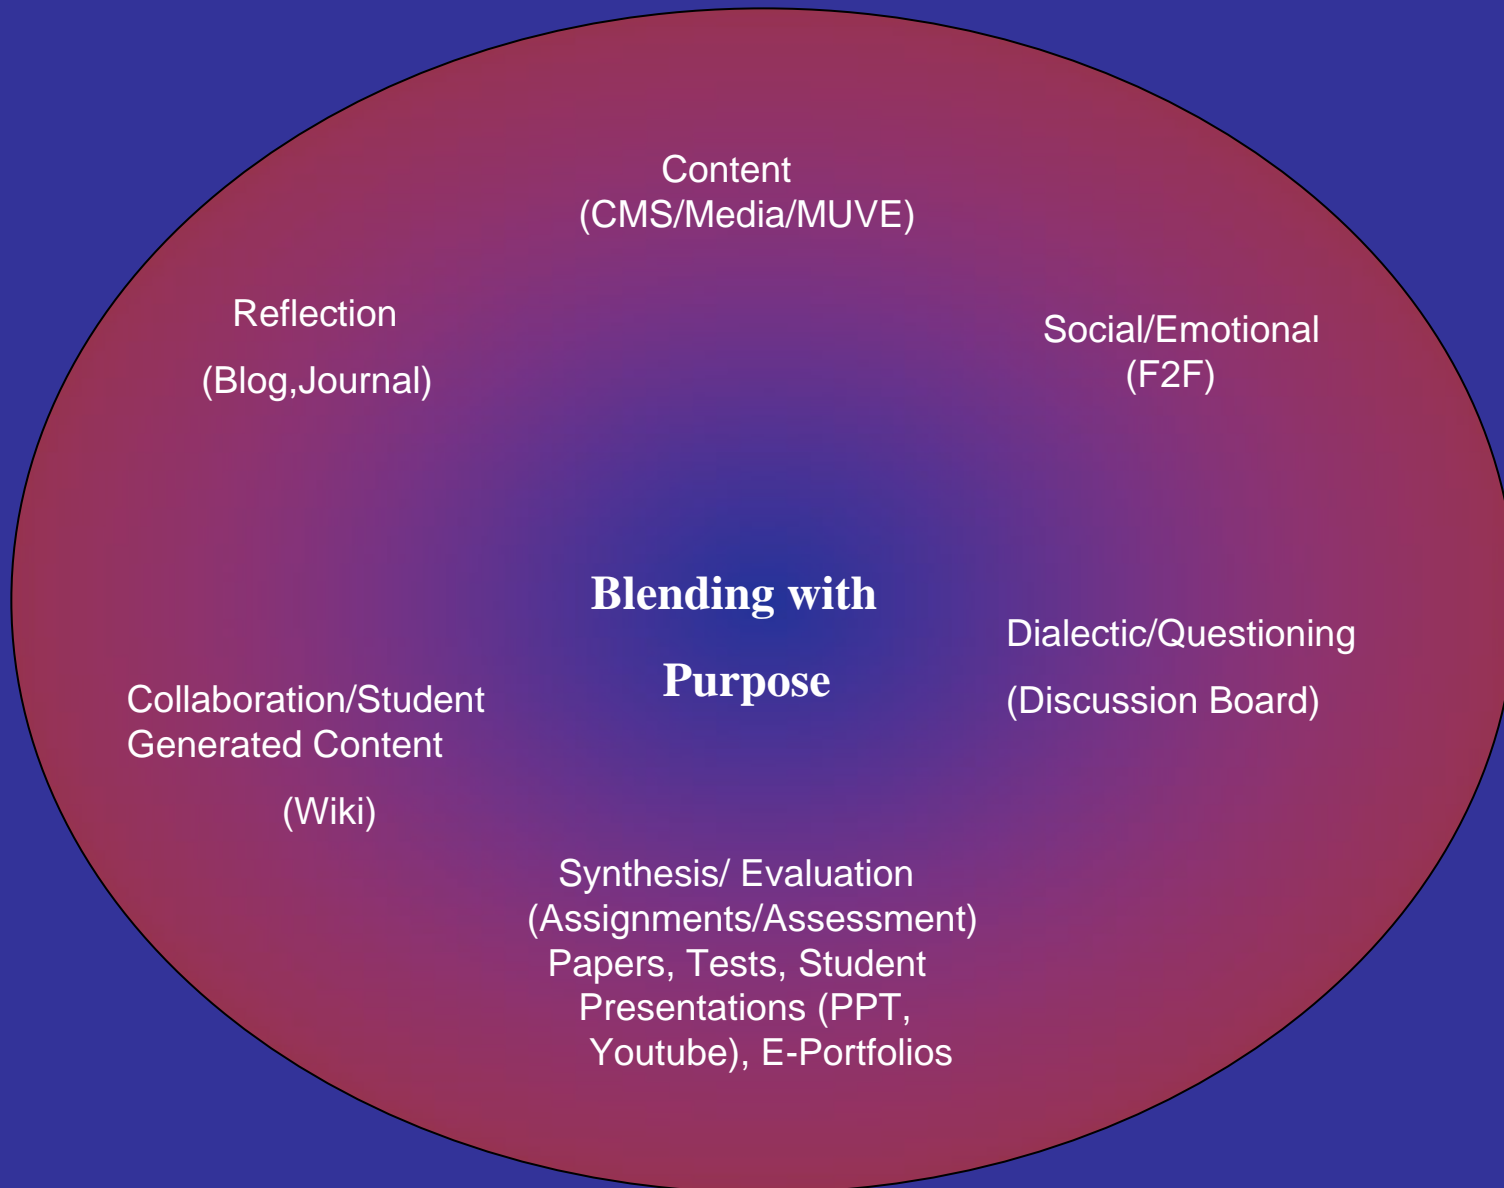 Content
(CMS/Media/MUVE)
Reflection
(Blog,Journal)
Social/Emotional
(F2F)
Blending with
Purpose
Dialectic/Questioning
(Discussion Board)
Collaboration/Student
Generated Content
(Wiki)
Synthesis/ Evaluation
(Assignments/Assessment)
Papers, Tests, Student
Presentations (PPT,
Youtube), E-Portfolios